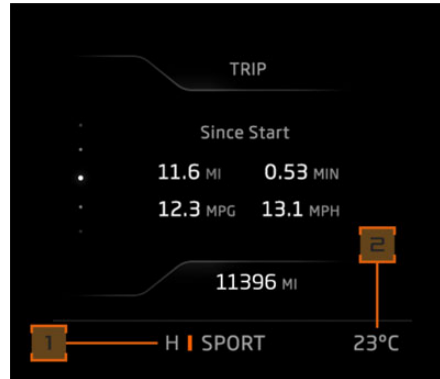 TRIP
Since Start
11.6 MI 0.53 MIN
12.3 MPG 13.1 MPH
2
11396 MI
1 H SPORT 23°C